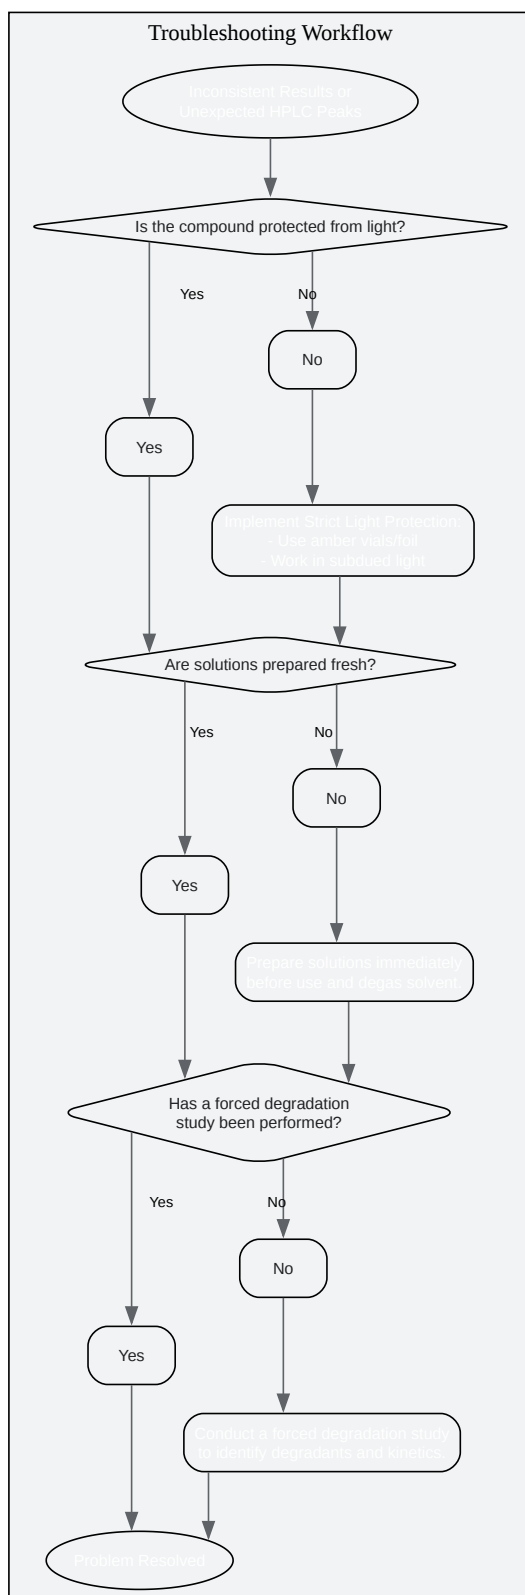 Troubleshooting Workflow
Inconsistent Results or
Unexpected HPLC Peaks
Is the compound protected from light?
Yes
No
No
Yes
Implement Strict Light Protection:
- Use amber vials/foil
- Work in subdued light
Are solutions prepared fresh?
Yes
No
No
Yes
Prepare solutions immediately
before use and degas solvent.
Has a forced degradation
study been performed?
Yes
No
No
Yes
Conduct a forced degradation study
to identify degradants and kinetics.
Problem Resolved